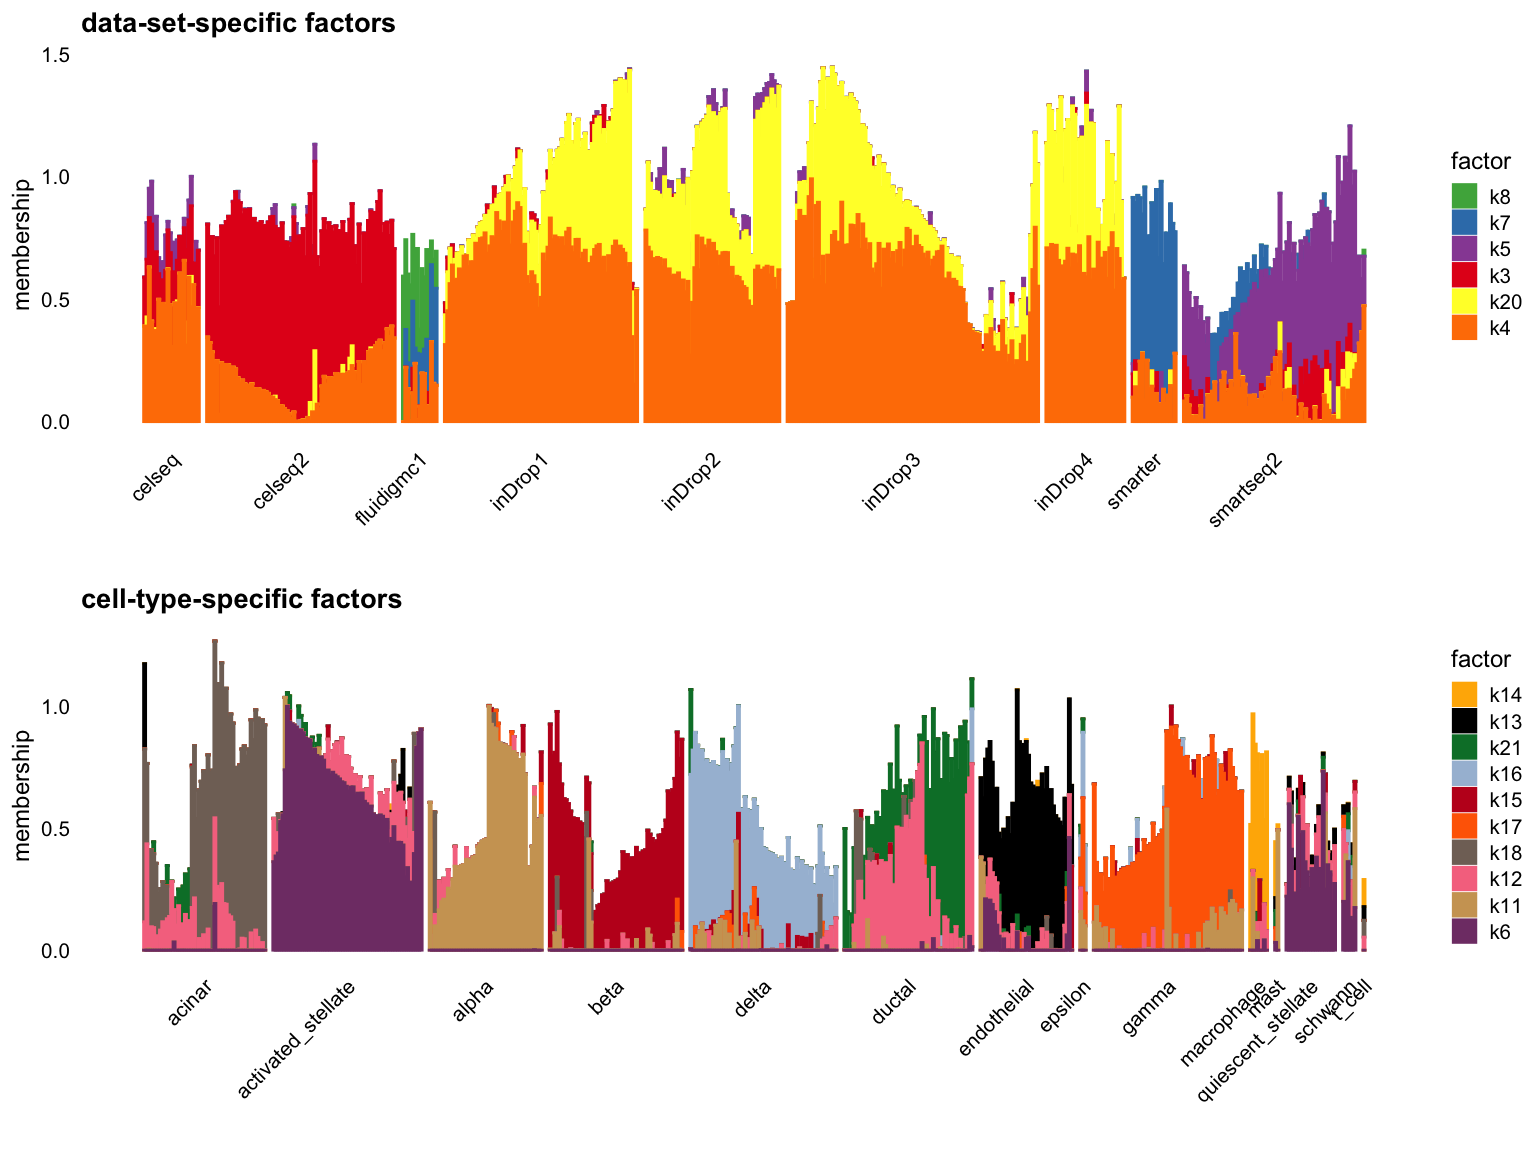 data-set-specific factors
1.5
1.0
0.5
0.0
membership
celseq
celseq2
fluidigmc1
inDrop1
inDrop2
inDrop3
inDrop4
smarter
smartseq2
factor
k8
k7
k5
k3
k20
k4
cell-type-specific factors
1.0
0.5
0.0
membership
acinar
activated_stellate
alpha
beta
delta
ductal
endothelial
epsilon
gamma
macrophage
mast
quiescent_stellate
schwann
t_cell
factor
k14
k13
k21
k16
k15
k17
k18
k12
k11
k6